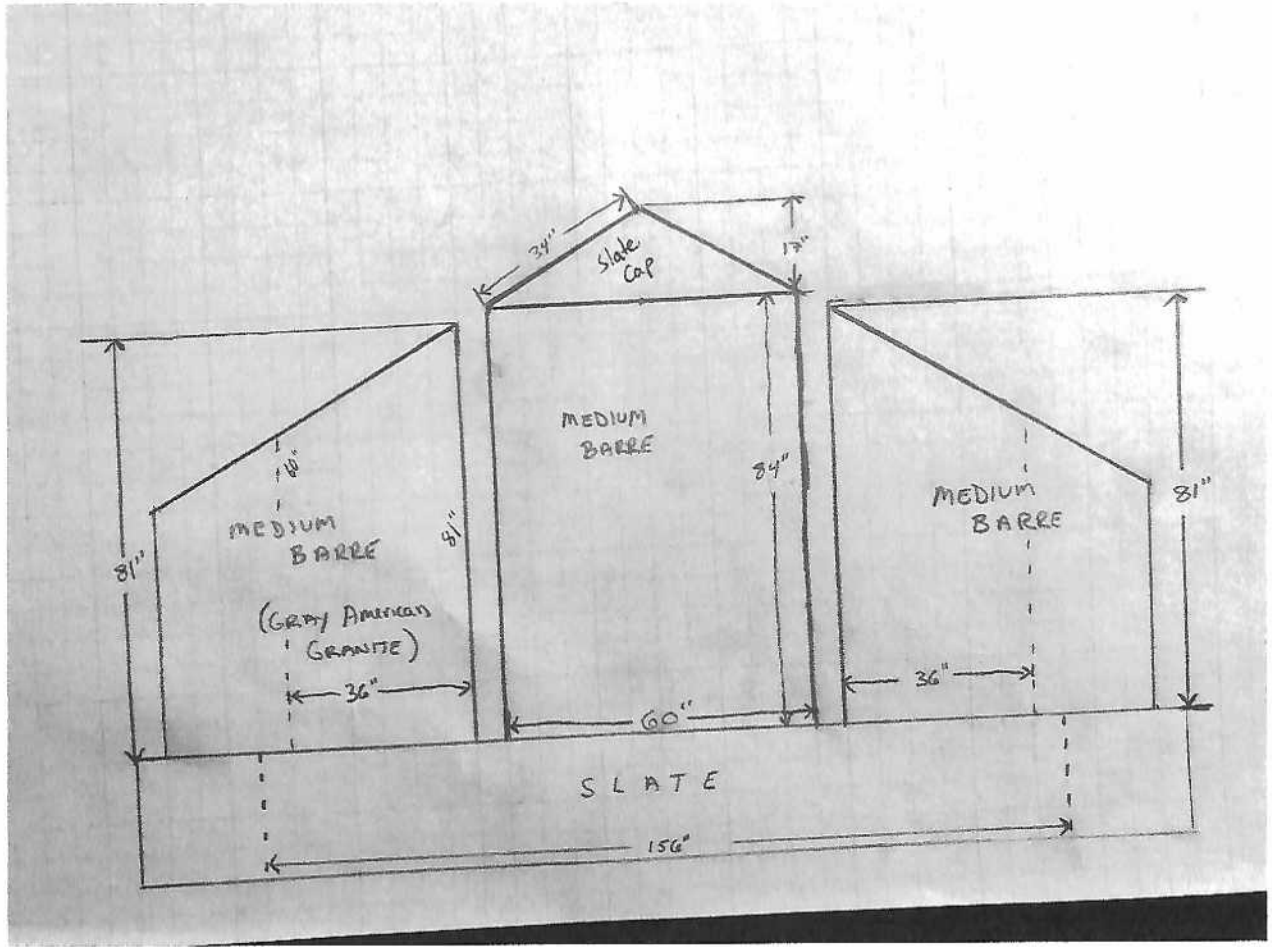 34"
Slate
Cap
17"
MEDIUM
BARRE
84"
60"
MEDIUM
BARRE
(GRAY American
GRANITE)
81"
81"
36"
MEDIUM
BARRE
81"
36"
SLATE
156"